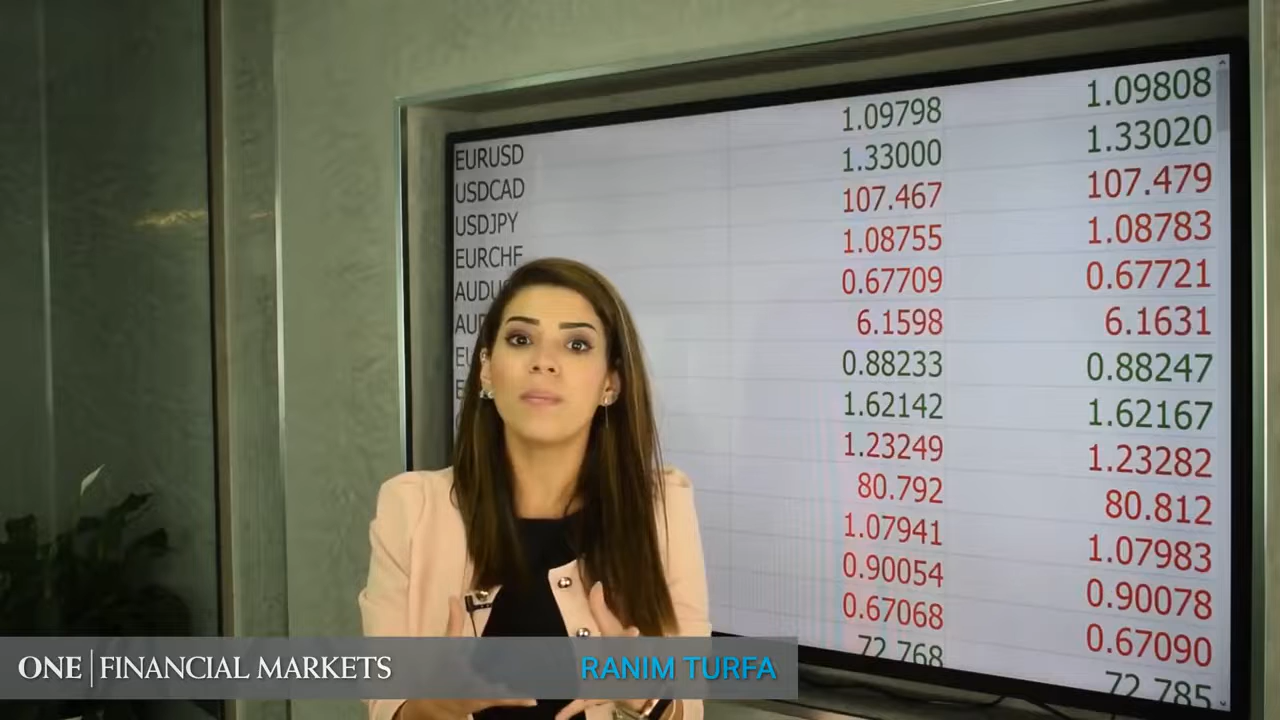 EURUSD 1.09798 1.09808
USDCAD 1.33000 1.33020
USDJPY 107.467 107.479
EURCHF 1.08755 1.08783
0.67709 0.67721
6.1598 6.1631
0.88233 0.88247
1.62142 1.62167
1.23249 1.23282
80.792 80.812
1.07941 1.07983
0.90054 0.90078
0.67068 0.67090
72.768 72.785
ONE | FINANCIAL MARKETS RANIM TURFA